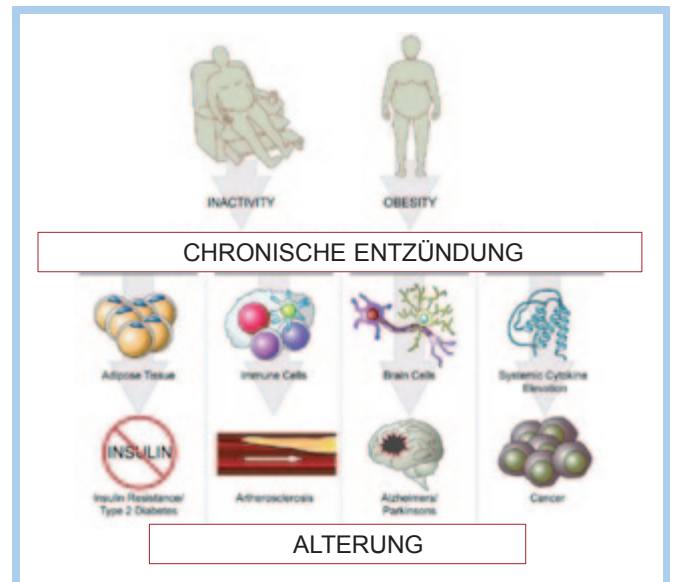 INACTIVITY
OBESITY
CHRONISCHE ENTZÜNDUNG
Adipose Tissue
Immune Cells
Brain Cells
Systemic Cytokine
Elevation
INSULIN
Insulin Resistance/
Type 2 Diabetes
Artherosclerosis
Alzheimers/
Parkinsons
Cancer
ALTERUNG